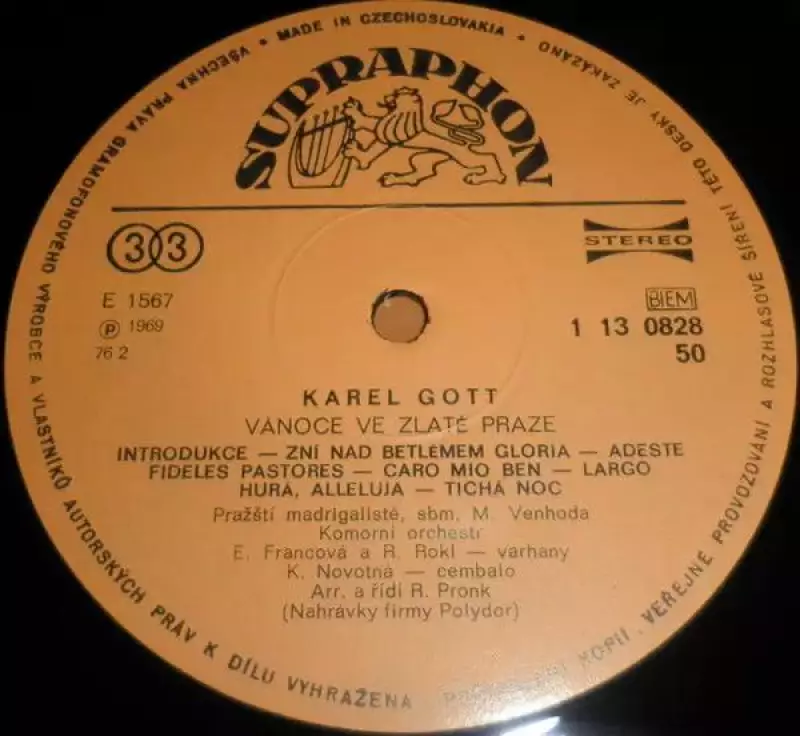 MADE IN CZECHOSLOVAKIA • VŠECHNA PRÁVA GRAMOFONOVÉHO VÝROBCE A VLASTNÍKŮ AUTORSKÝCH PRÁV K DÍLU VYHRAŽENA
KOPIÍ, VEŘEJNÉ PROVOZOVÁNÍ A ROZHLASOVÉ ŠÍŘENÍ TÉTO DESKY JE ZAKÁZÁNO •
SUPRAPHON
33
STEREO
E 1567
BIEM
Ⓟ 1969
1 13 0828
76 2
50
KAREL GOTT
VÁNOCE VE ZLATÉ PRAZE
INTRODUKCE — ZNÍ NAD BETLÉMEM GLORIA — ADESTE
FIDELES PASTORES — CARO MIO BEN — LARGO
HURÁ, ALLELUJA — TICHÁ NOC
Pražští madrigalisté, sbm. M. Venhoda
Komorní orchestr
E. Francová a R. Rokl — varhany
K. Novotná — cembalo
Arr. a řídí R. Pronk
(Nahrávky firmy Polydor)